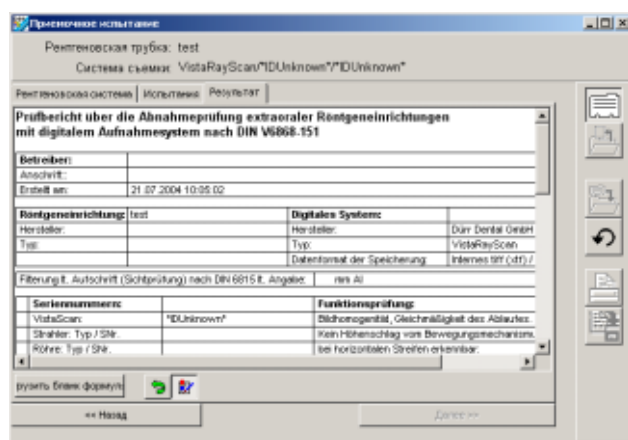 Приемочное испытание
Рентгеновская трубка: test
Система съемки: VistaRayScan/"IDUnknown"/"IDUnknown"
Рентгеновская система Испытания Результат
Prüfbericht über die Abnahmeprüfung extraoraler Röntgeneinrichtungen
mit digitalem Aufnahmesystem nach DIN V6868-151
Betreiber:
Anschrift:
Erstellt am: 21.07.2004 10:05:02
Röntgeneinrichtung: test Digitales System:
Hersteller: Hersteller: Dürr Dental GmbH
Typ: Typ: VistaRayScan
Datenformat der Speicherung: Internes tiff (.xtf) /
Filterung lt. Aufschrift (Sichtprüfung) nach DIN 6815 lt. Angabe: mm Al
Seriennummern: Funktionsprüfung:
VistaScan: "IDUnknown" Bildhomogenität, Gleichmäßigkeit des Ablaufes.
Strahler: Typ / SNr. Kein Höhenschlag vom Bewegungsmechanismu
Röhre: Typ / SNr. bei horizontalen Streifen erkennbar:
рузить бланк формуля
<< Назад Далее >>